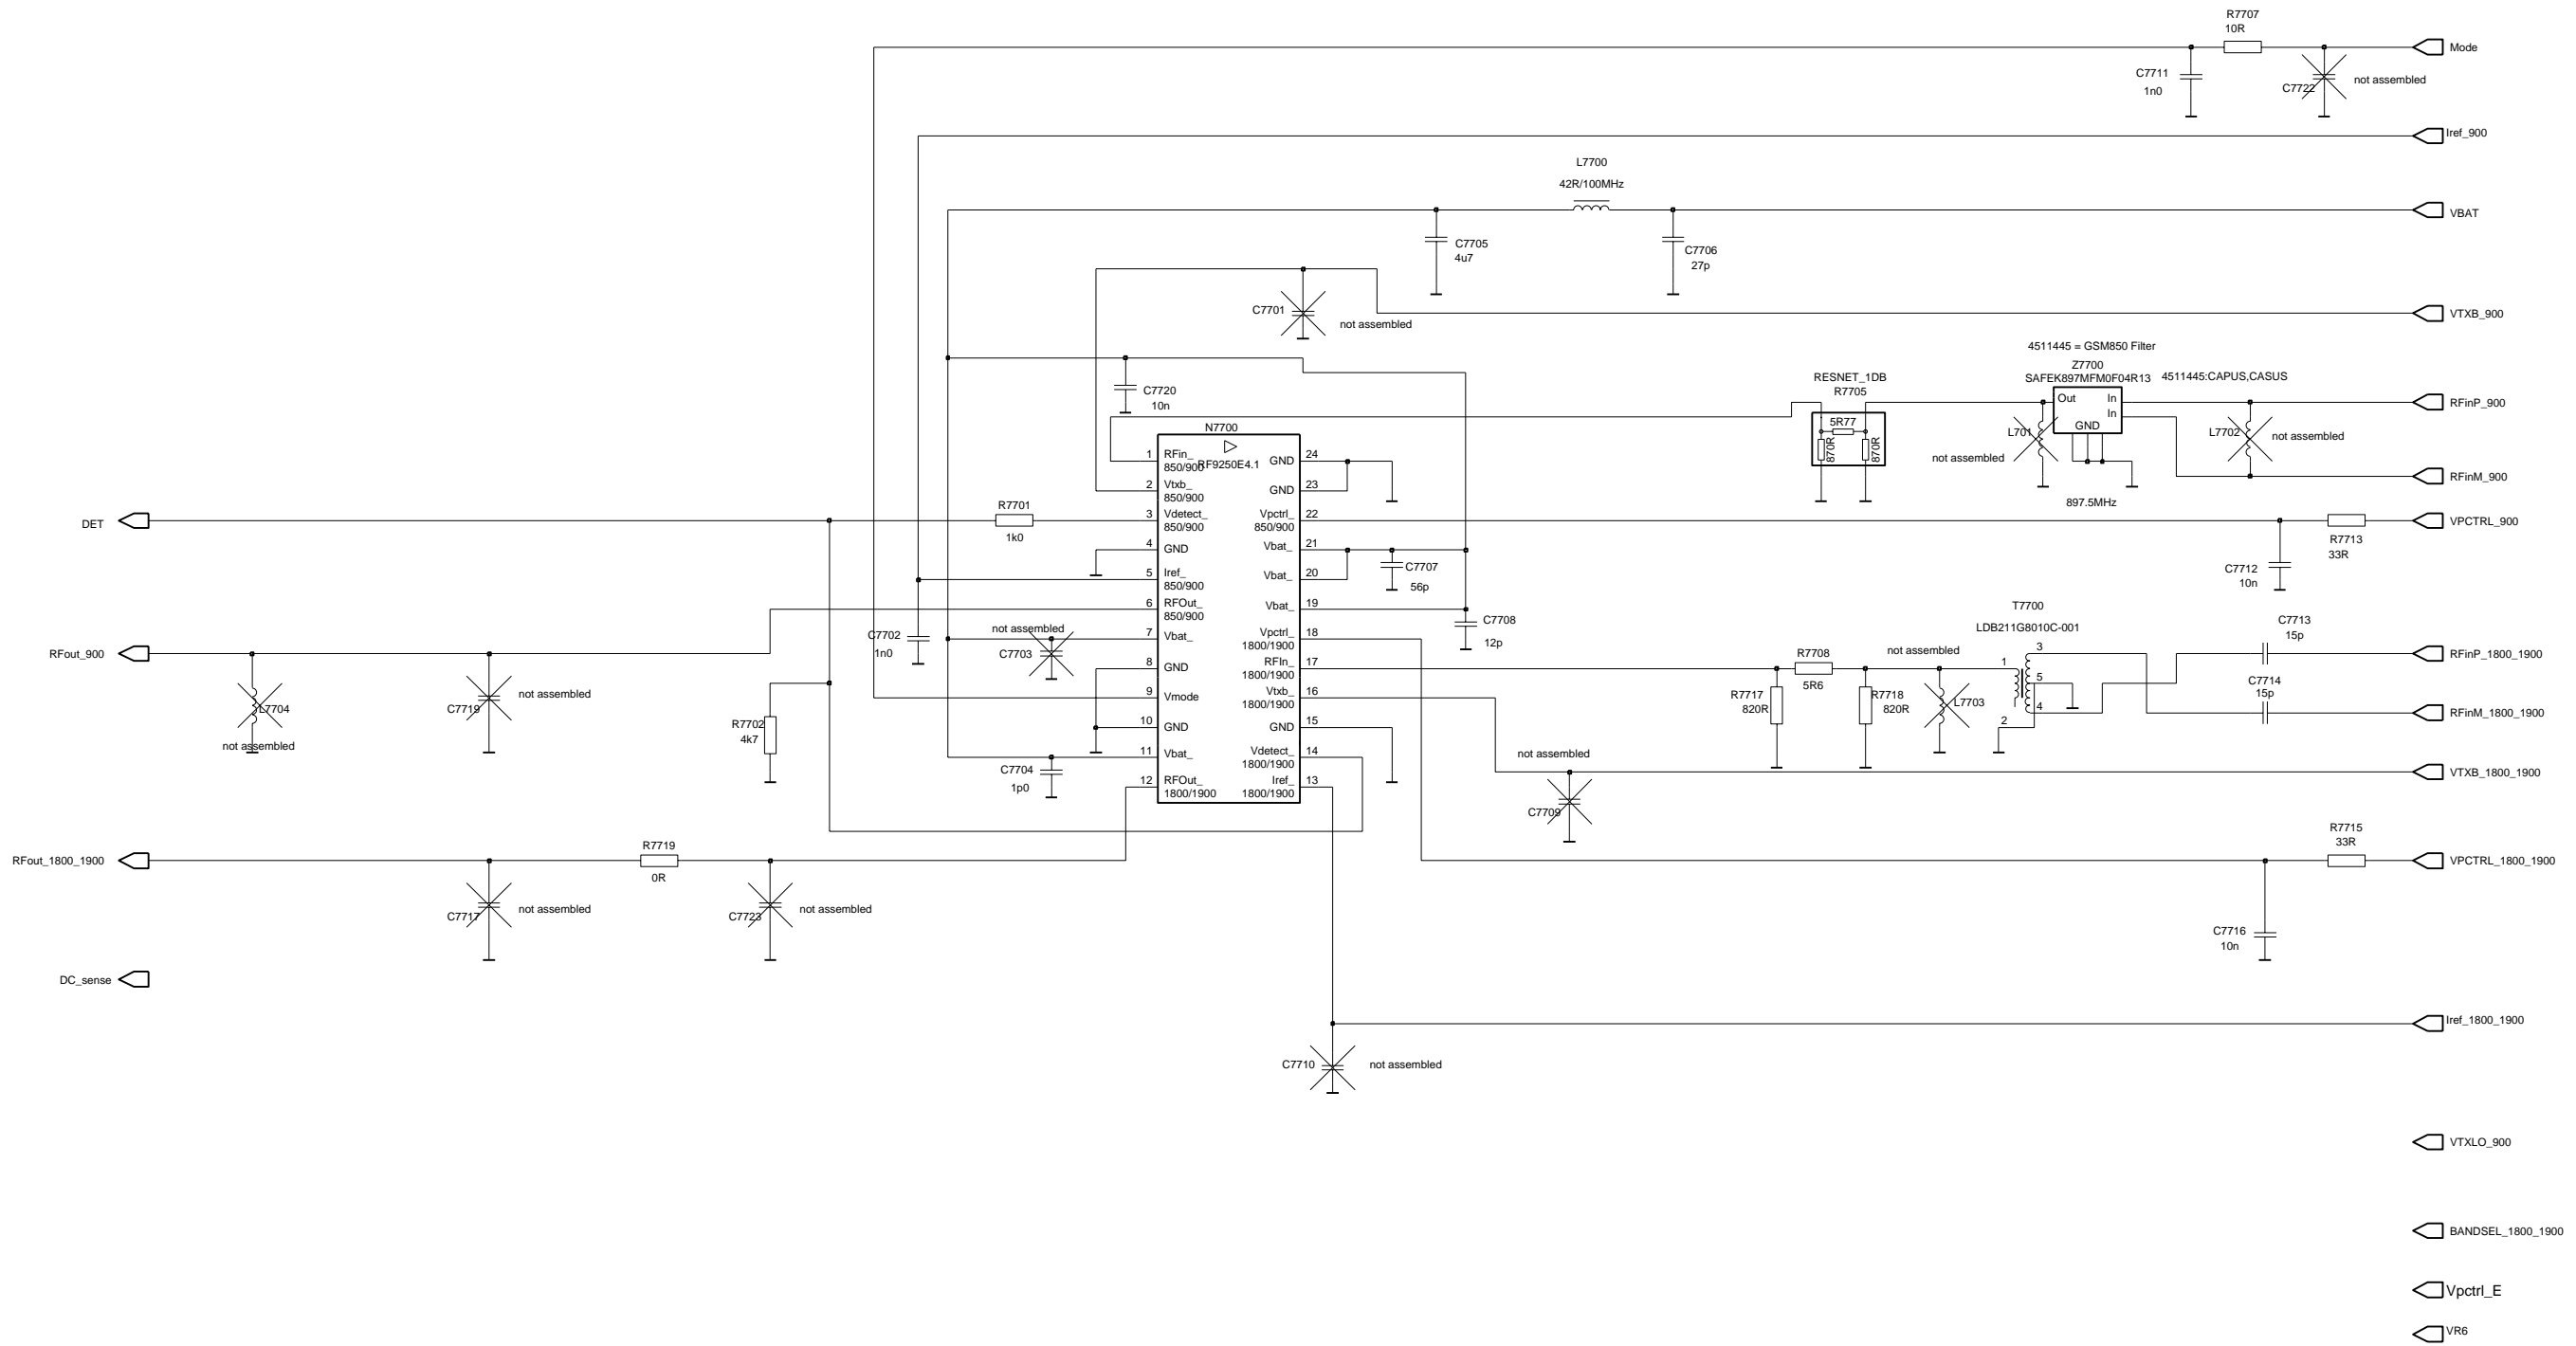 R7707
10R
Mode
C7711
1n0
C7722
not assembled
Iref_900
L7700
42R/100MHz
VBAT
C7705
4u7
C7706
27p
C7701
not assembled
VTXB_900
4511445 = GSM850 Filter
Z7700
SAFEK897MFM0F04R13
4511445:CAPUS,CASUS
RESNET_1DB
R7705
C7720
10n
Out
In
In
GND
RFinP_900
5R77
870R
870R
L701
not assembled
L7702
not assembled
RFinM_900
897.5MHz
N7700
RF9250E4.1
1
RFin_
850/900
GND
24
2
Vtxb_
850/900
GND
23
DET
R7701
1k0
3
Vdetect_
850/900
Vpctrl_
850/900
22
VPCTRL_900
R7713
33R
4
GND
Vbat_
21
C7707
56p
C7712
10n
5
Iref_
850/900
Vbat_
20
6
RFOut_
850/900
Vbat_
19
C7708
12p
T7700
LDB211G8010C-001
C7713
15p
RFout_900
C7702
1n0
not assembled
C7703
7
Vbat_
Vpctrl_
1800/1900
18
R7708
5R6
not assembled
1
3
RFinP_1800_1900
8
GND
RFIn_
1800/1900
17
5
C7714
15p
L7704
not assembled
C7719
not assembled
9
Vmode
Vtxb_
1800/1900
16
R7717
820R
R7718
820R
L7703
4
2
RFinM_1800_1900
R7702
4k7
10
GND
GND
15
C7704
1p0
11
Vbat_
Vdetect_
1800/1900
14
not assembled
C7709
VTXB_1800_1900
12
RFOut_
1800/1900
Iref_
1800/1900
13
R7715
33R
RFout_1800_1900
R7719
0R
VPCTRL_1800_1900
C7717
not assembled
C7723
not assembled
C7716
10n
DC_sense
Iref_1800_1900
C7710
not assembled
VTXLO_900
BANDSEL_1800_1900
Vpctrl_E
VR6